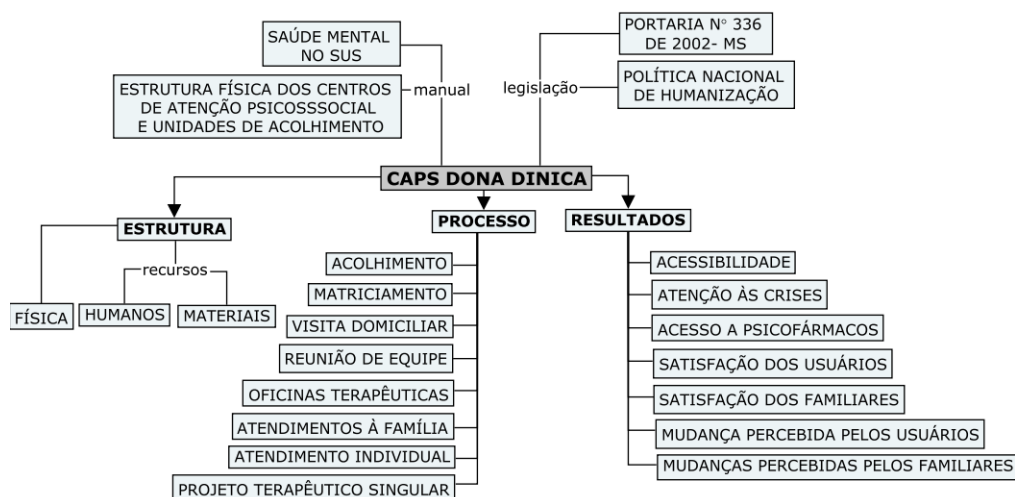 SAÚDE MENTAL
NO SUS
ESTRUTURA FÍSICA DOS CENTROS
DE ATENÇÃO PSICOSSSOCIAL
E UNIDADES DE ACOLHIMENTO
manual
legislação
PORTARIA N° 336
DE 2002- MS
POLÍTICA NACIONAL
DE HUMANIZAÇÃO
CAPS DONA DINICA
ESTRUTURA
recursos
FÍSICA
HUMANOS
MATERIAIS
PROCESSO
ACOLHIMENTO
MATRICIAMENTO
VISITA DOMICILIAR
REUNIÃO DE EQUIPE
OFICINAS TERAPÊUTICAS
ATENDIMENTOS À FAMÍLIA
ATENDIMENTO INDIVIDUAL
PROJETO TERAPÊUTICO SINGULAR
RESULTADOS
ACESSIBILIDADE
ATENÇÃO ÀS CRISES
ACESSO A PSICOFÁRMACOS
SATISFAÇÃO DOS USUÁRIOS
SATISFAÇÃO DOS FAMILIARES
MUDANÇA PERCEBIDA PELOS USUÁRIOS
MUDANÇAS PERCEBIDAS PELOS FAMILIARES